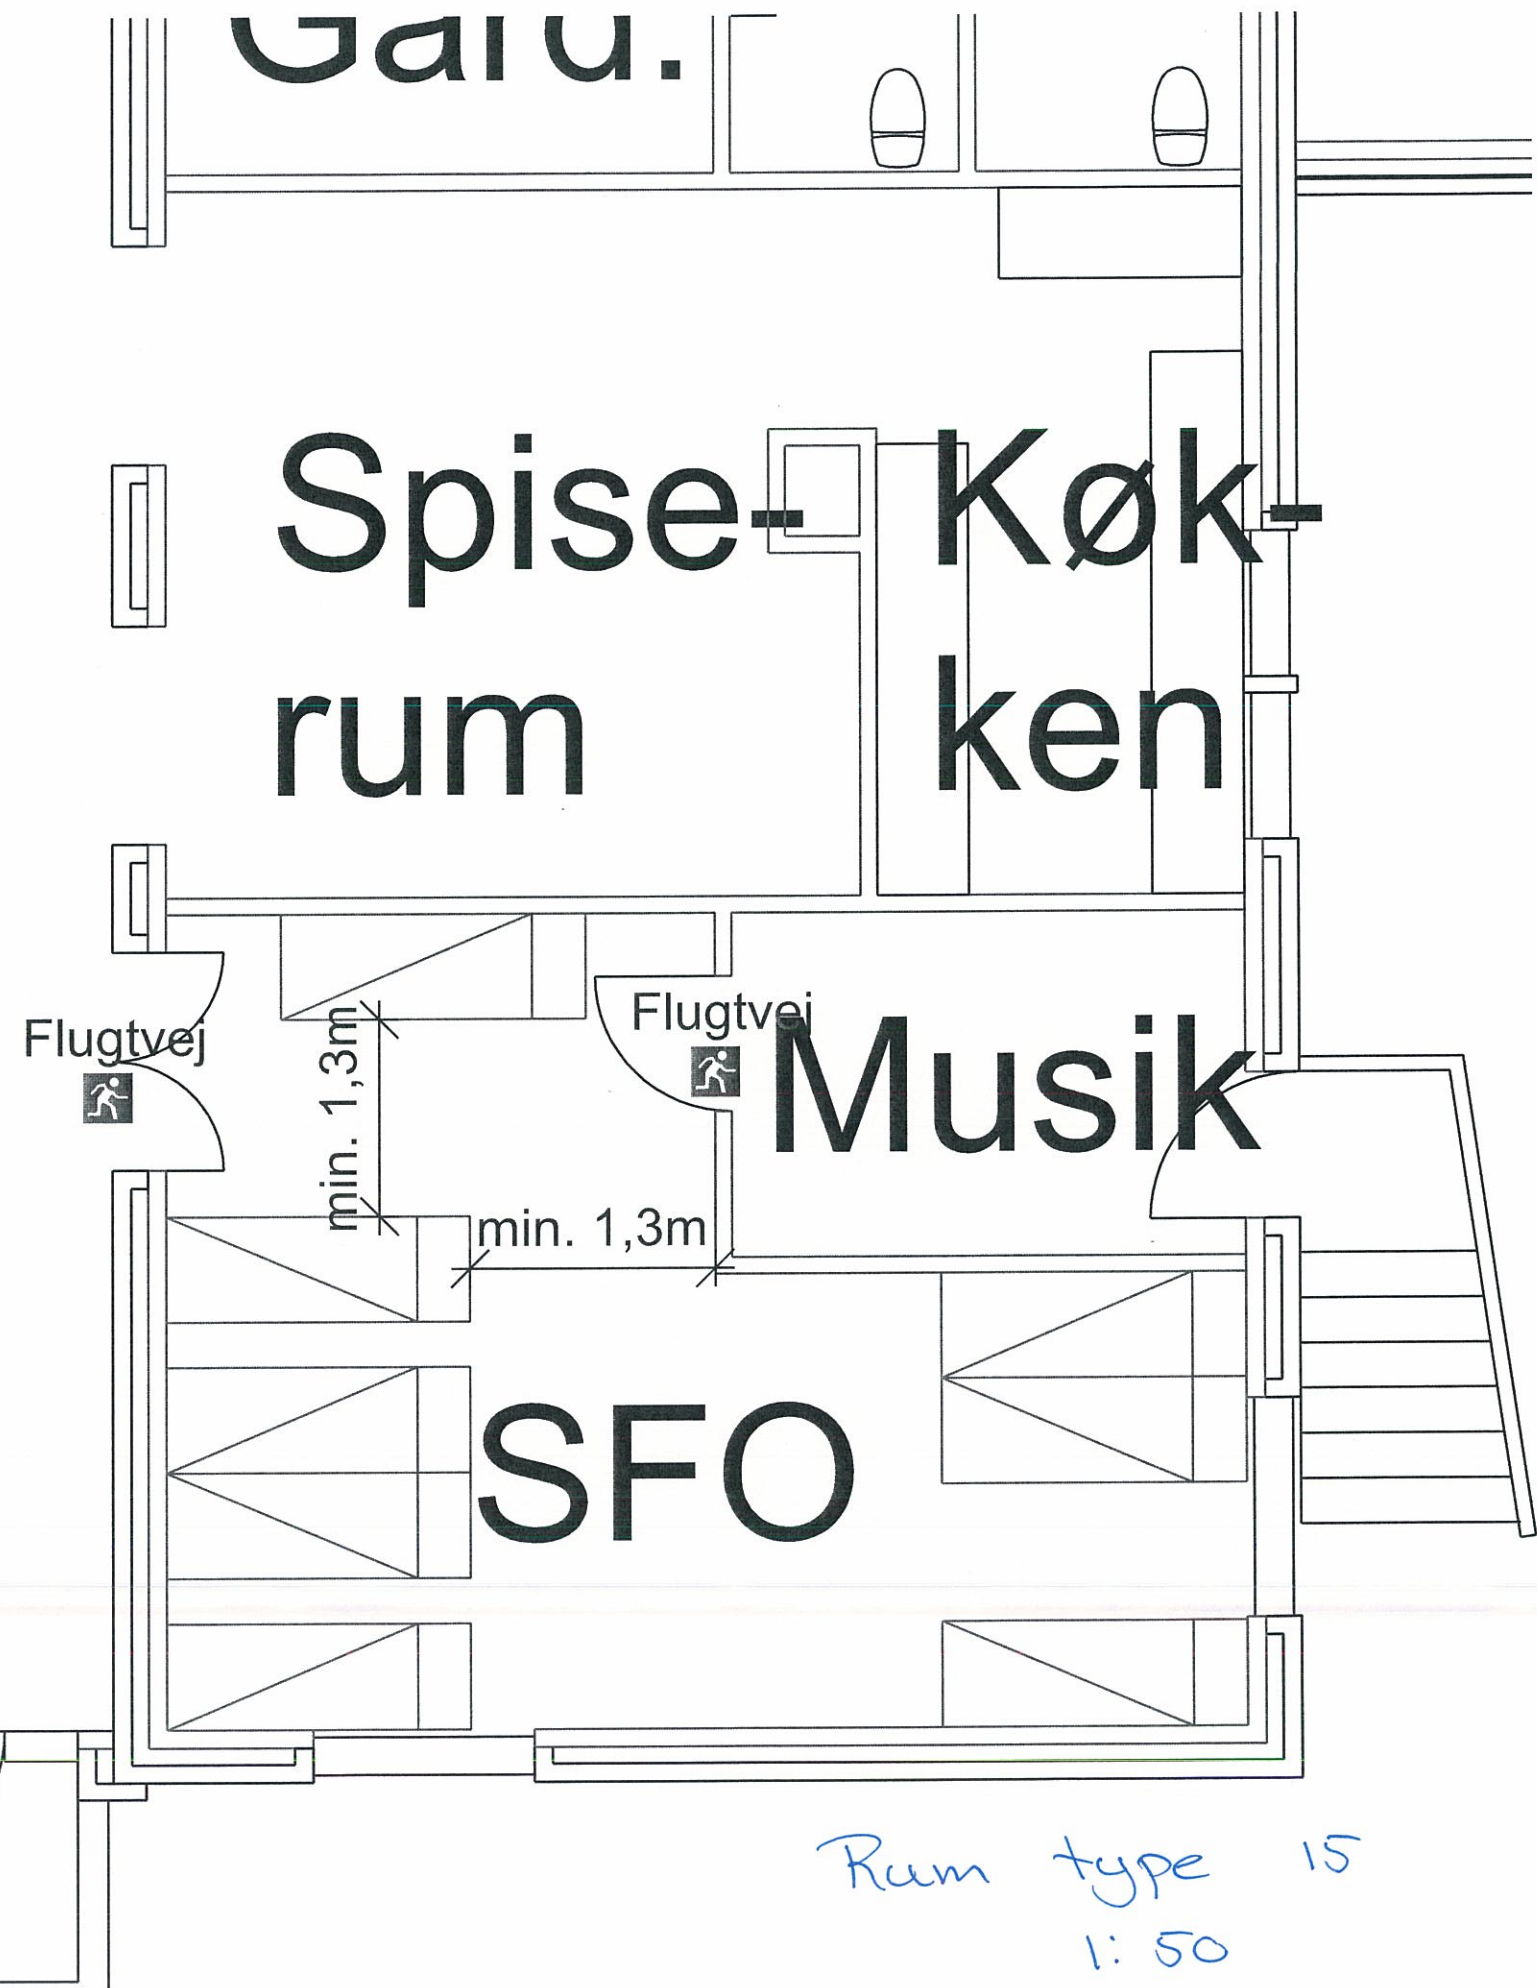 Gard.
Spise-
rum
Køk-
ken
Flugtvej
Flugtvej
Musik
min. 1,3m
min. 1,3m
SFO
Rum type 15
1:50